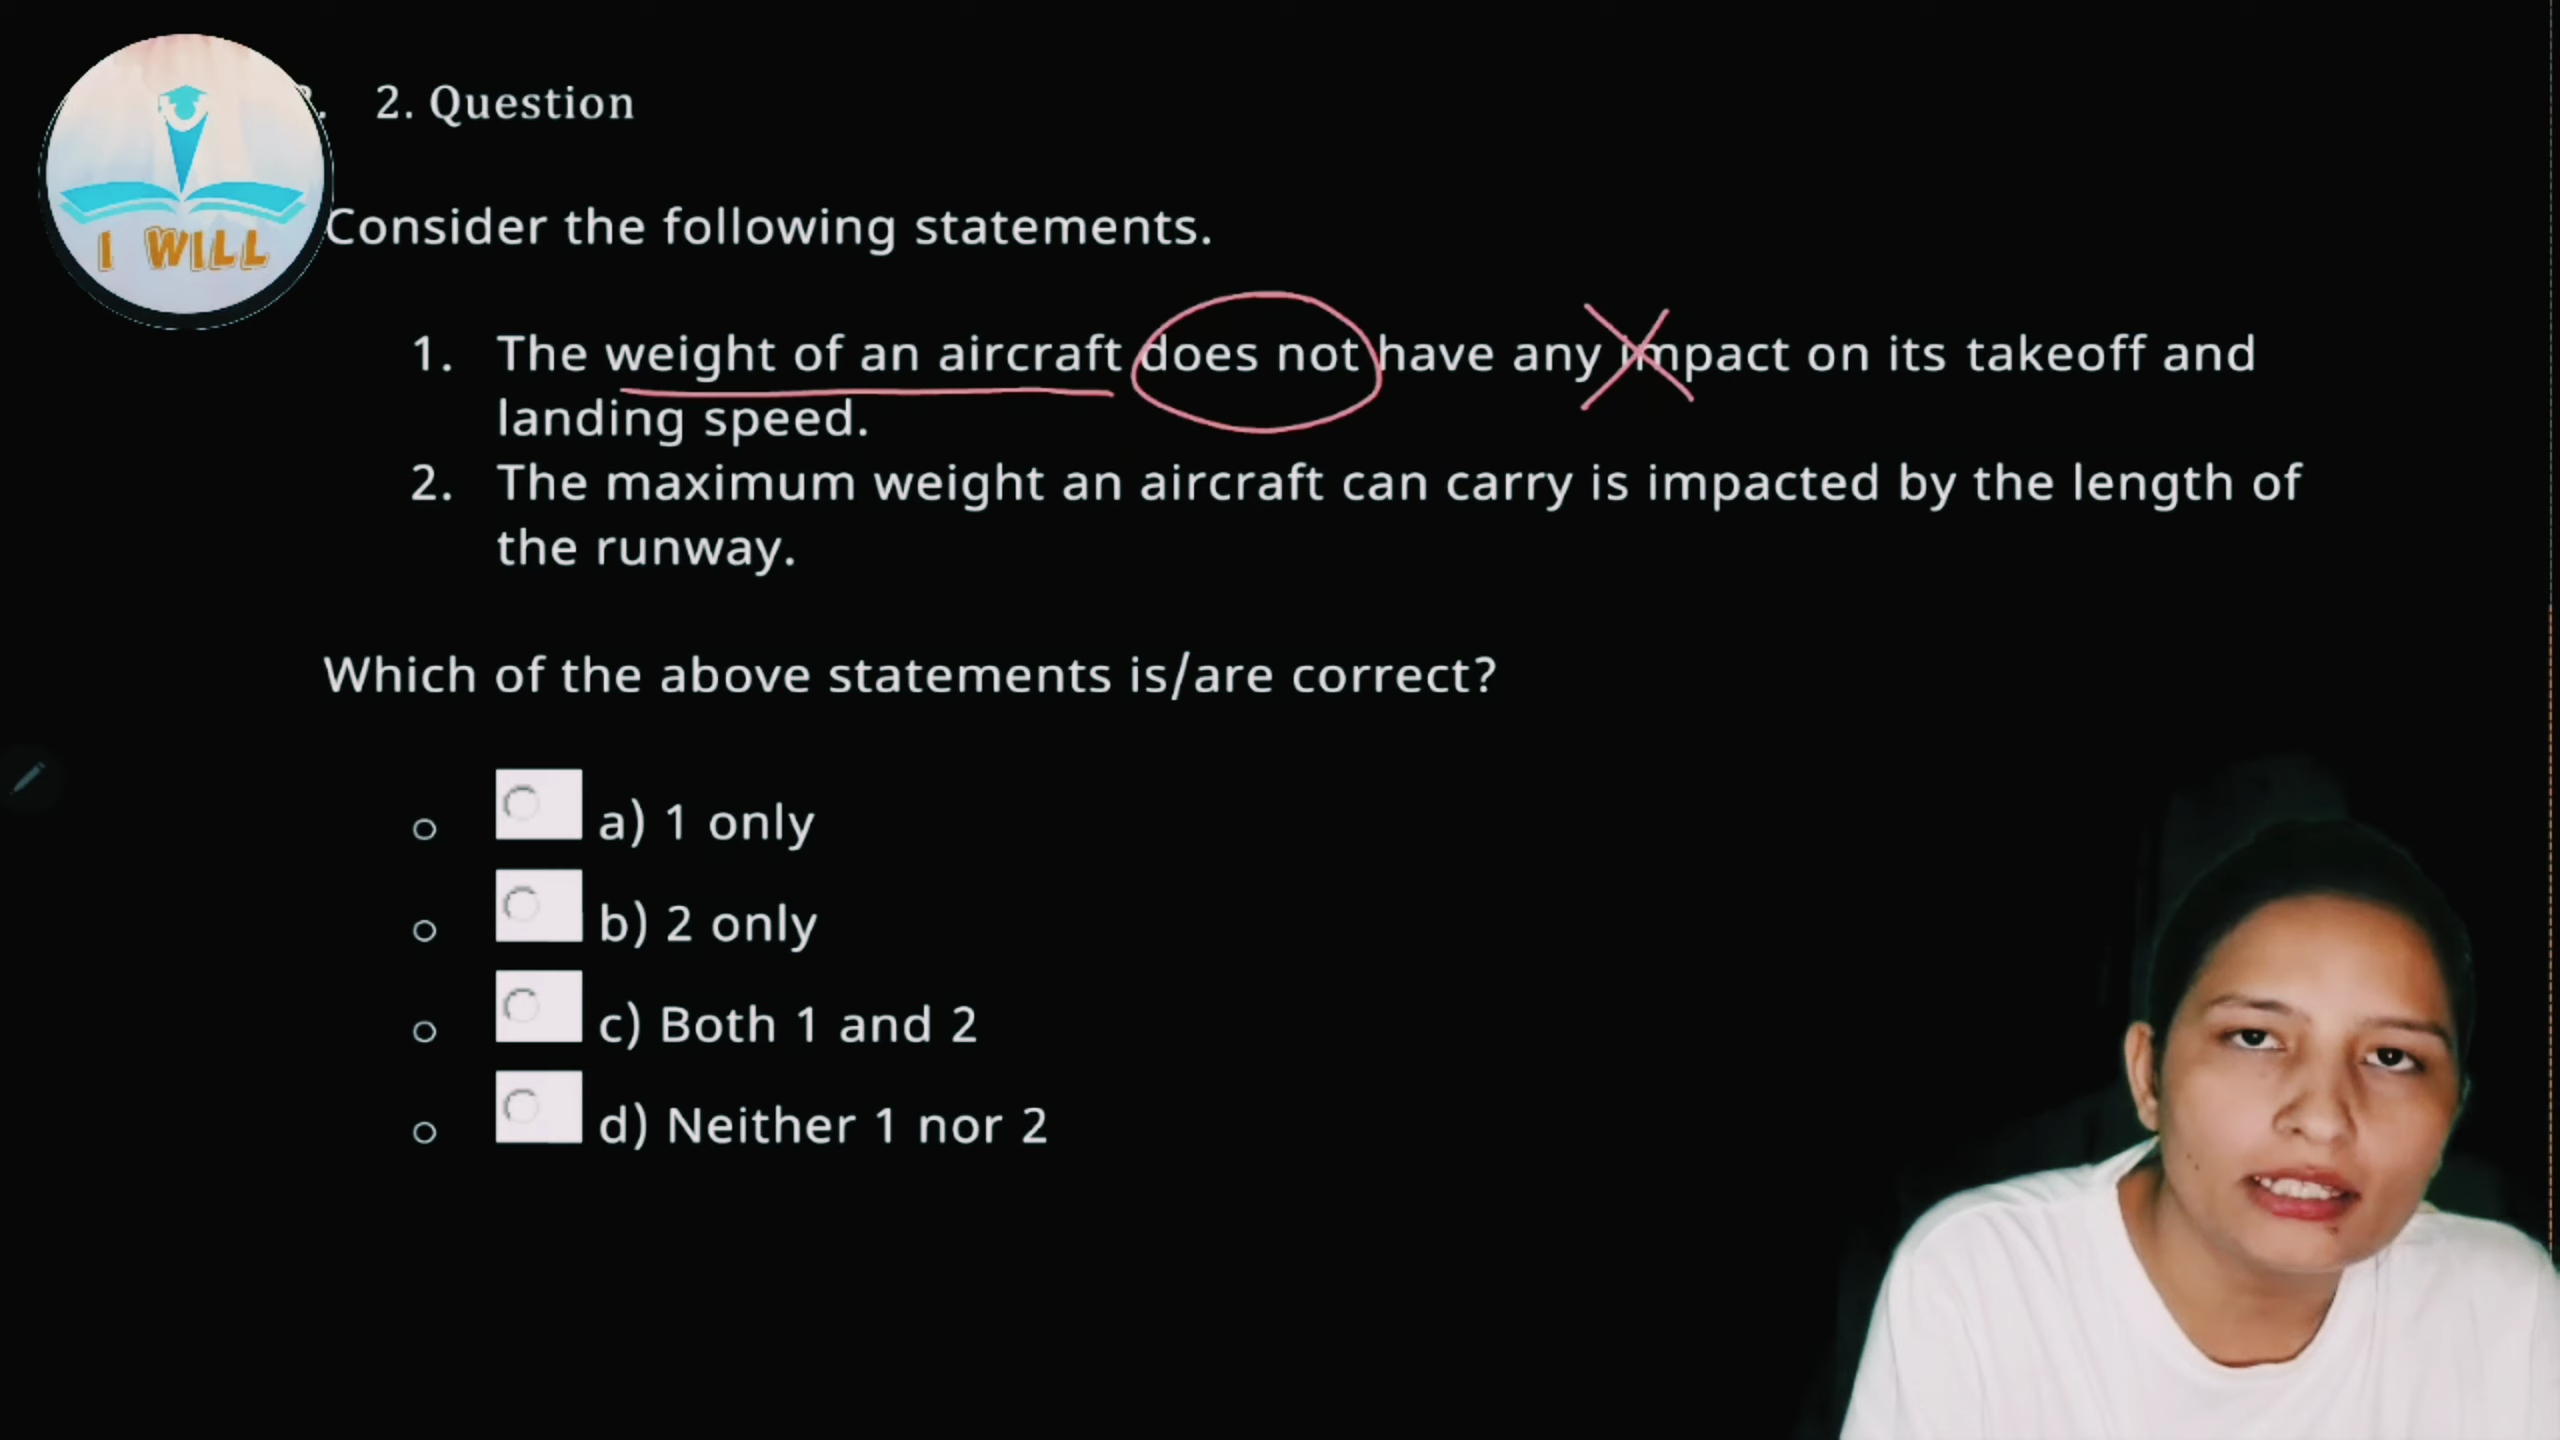 I WILL
2. Question
Consider the following statements.
1. The weight of an aircraft does not have any impact on its takeoff and
landing speed.
2. The maximum weight an aircraft can carry is impacted by the length of
the runway.
Which of the above statements is/are correct?
a) 1 only
b) 2 only
c) Both 1 and 2
d) Neither 1 nor 2